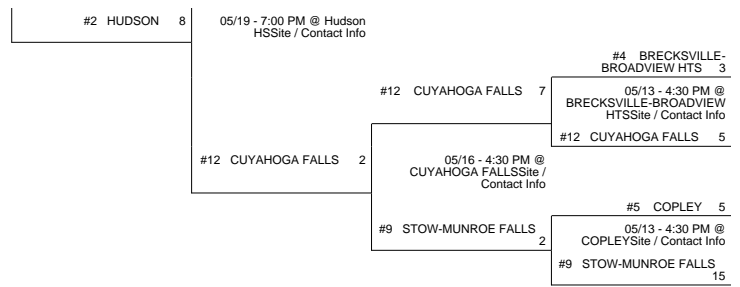 #2 HUDSON 8
05/19 - 7:00 PM @ Hudson
HSSite / Contact Info
#4 BRECKSVILLE-
BROADVIEW HTS 3
#12 CUYAHOGA FALLS 7
05/13 - 4:30 PM @
BRECKSVILLE-BROADVIEW
HTSSite / Contact Info
#12 CUYAHOGA FALLS 5
#12 CUYAHOGA FALLS 2
05/16 - 4:30 PM @
CUYAHOGA FALLSSite /
Contact Info
#5 COPLEY 5
#9 STOW-MUNROE FALLS
2
05/13 - 4:30 PM @
COPLEYSite / Contact Info
#9 STOW-MUNROE FALLS
15